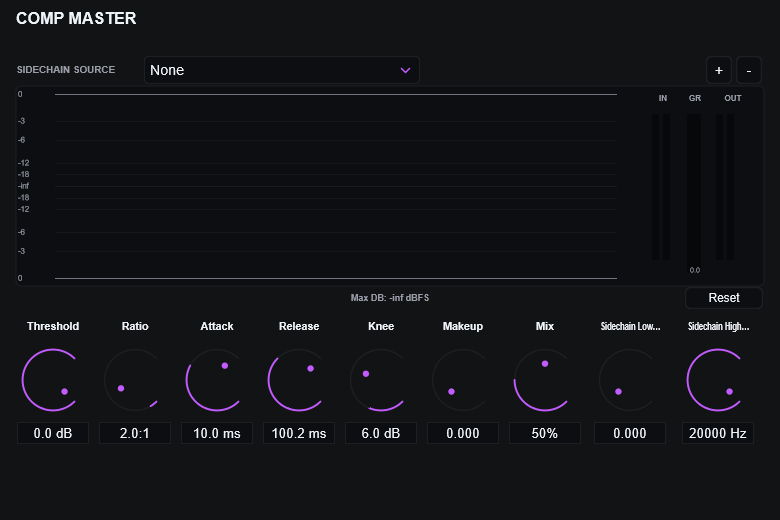 COMP MASTER
SIDECHAIN SOURCE None + -
IN GR OUT
0
-3
-6
-12
-18
-inf
-18
-12
-6
-3
0
0.0
Max DB: -inf dBFS Reset
Threshold Ratio Attack Release Knee Makeup Mix Sidechain Low... Sidechain High...
0.0 dB 2.0:1 10.0 ms 100.2 ms 6.0 dB 0.000 50% 0.000 20000 Hz